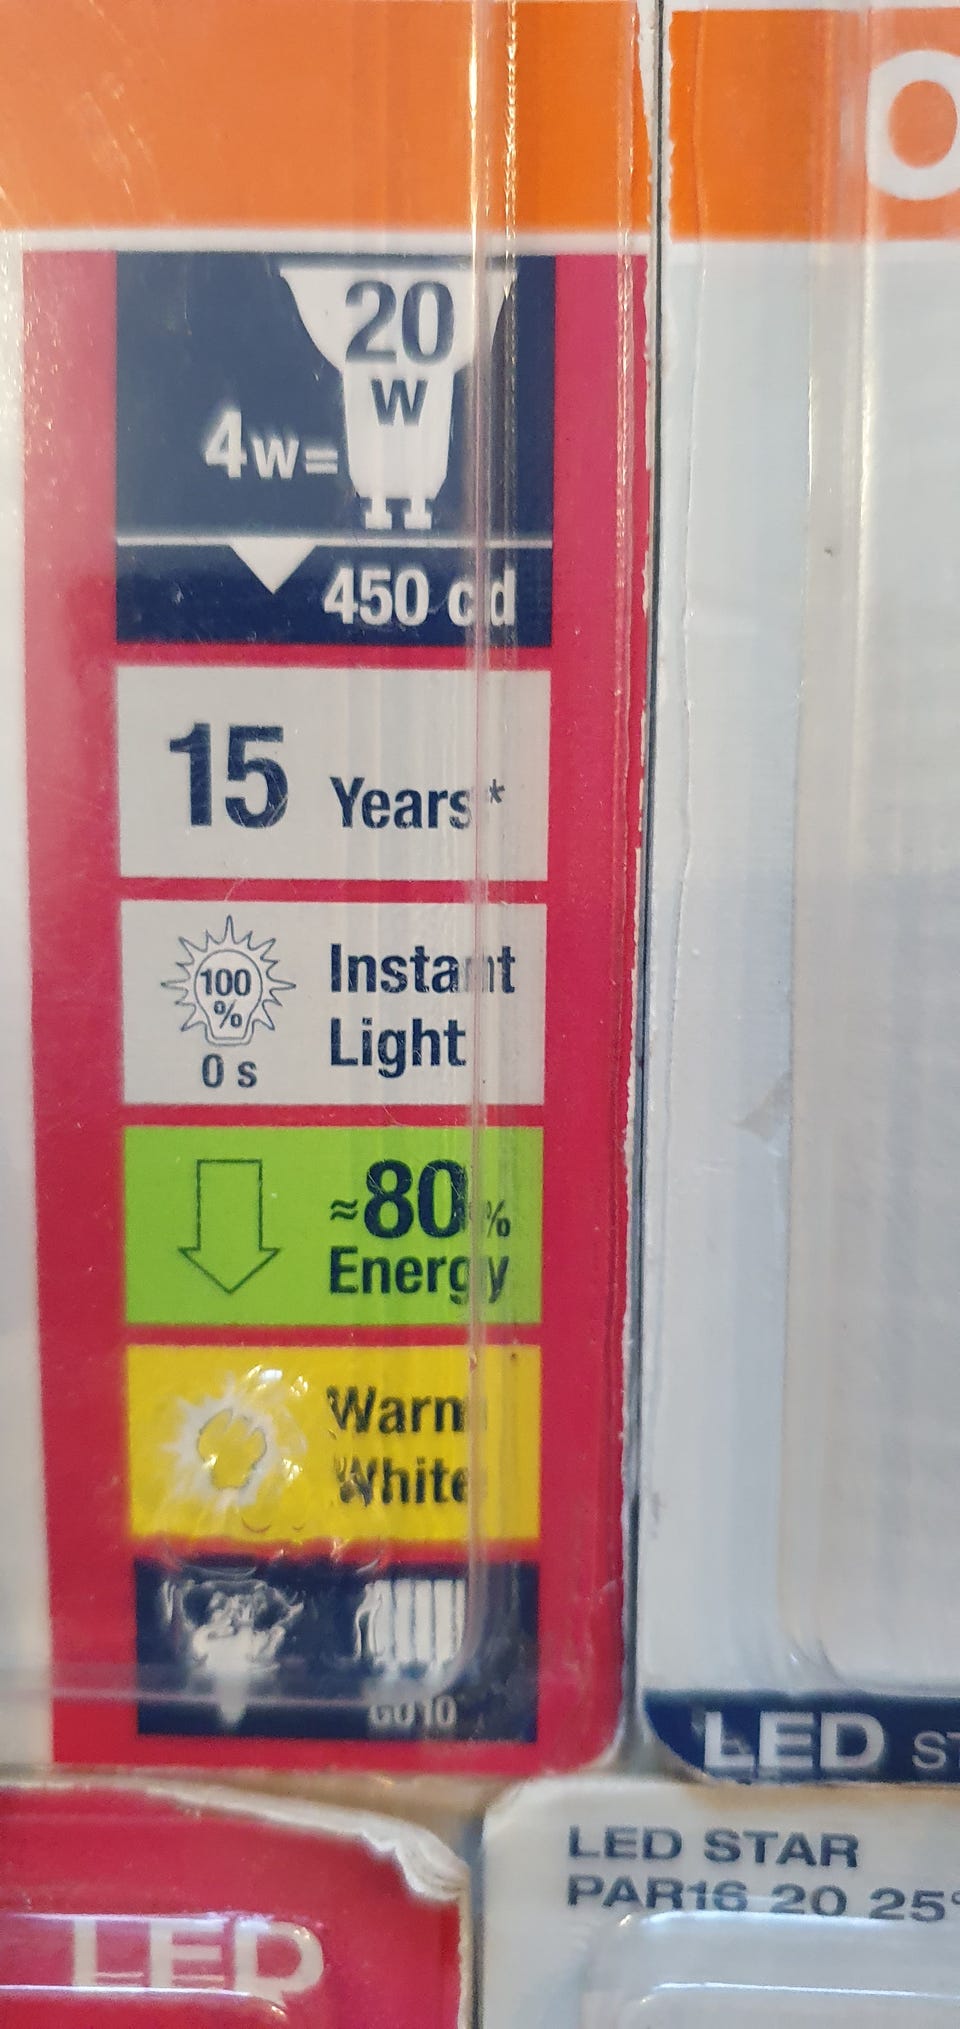 O
20
W
4w=
450 cd
15 Years*
100
%
0 s
Instant
Light
≈80%
Energy
Warm
White
GU10
LED ST
LED STAR
PAR16 20 25°
LED